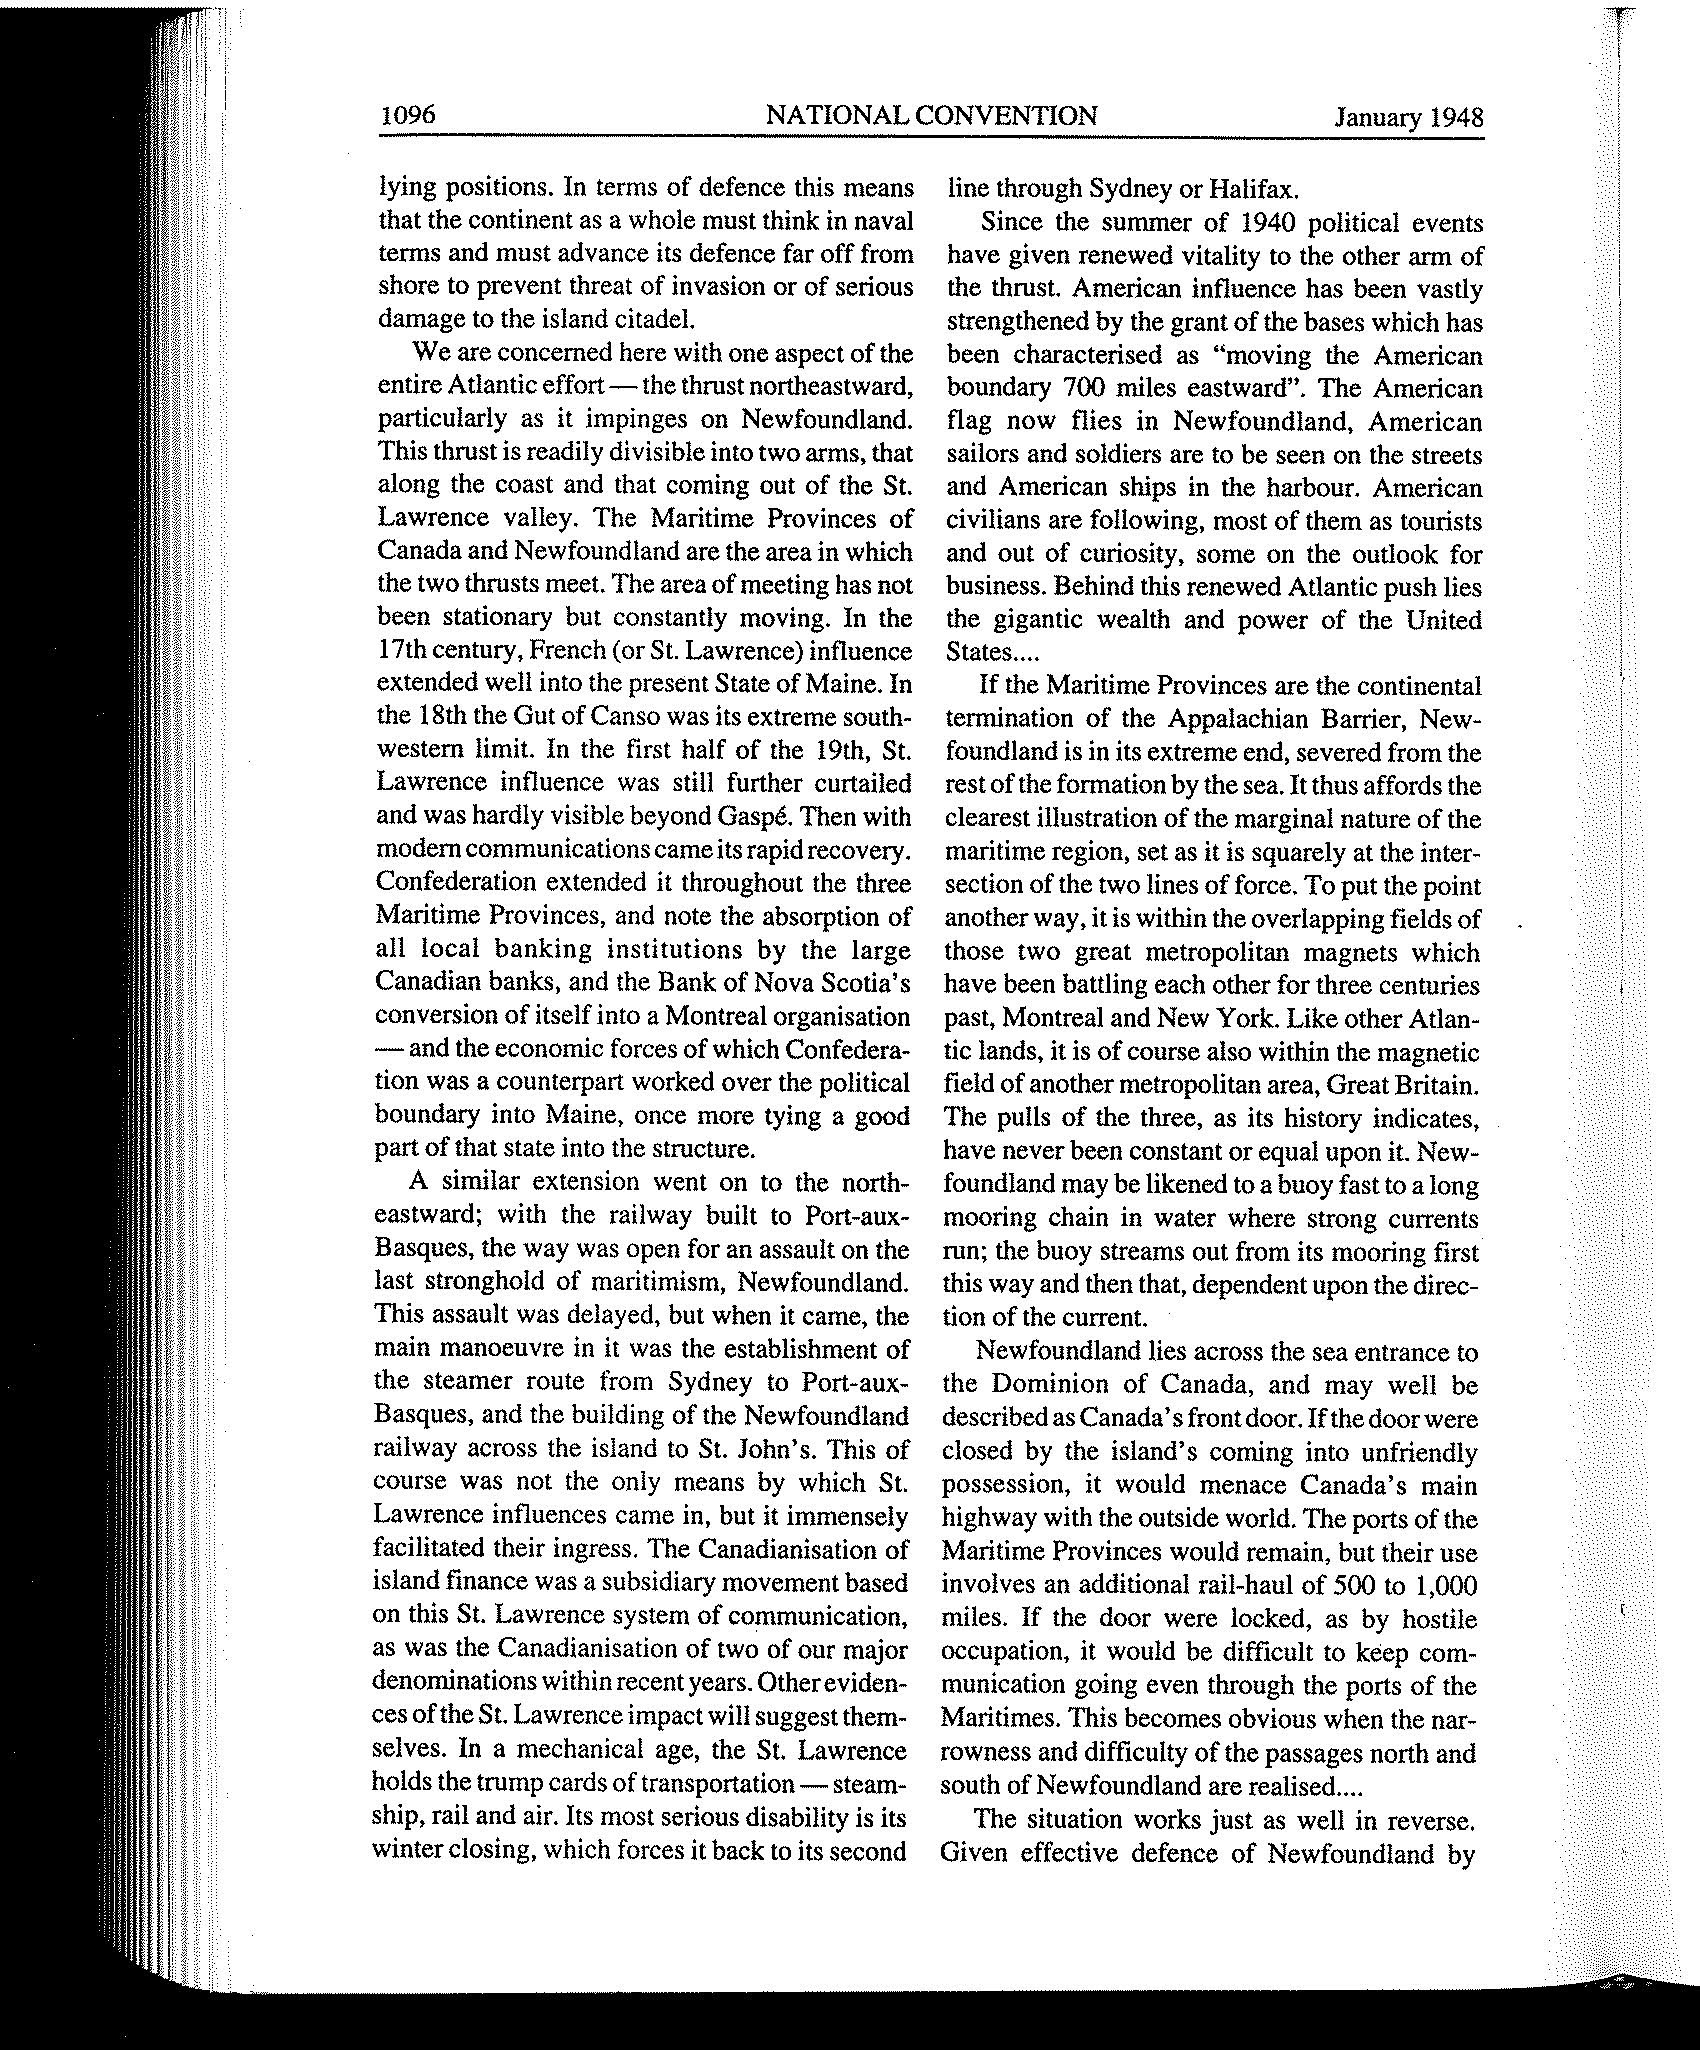 1096 NATIONAL CONVENTION January 1948
lying positions. In terms of defence this means
that the continent as a whole must think in naval
terms and must advance its defence far off from
shore to prevent threat of invasion or of serious
damage to the island citadel.
We are concerned here with one aspect of the
entire Atlantic effort — the thrust northeastward,
particularly as it impinges on Newfoundland.
This thrust is readily divisible into two arms, that
along the coast and that coming out of the St.
Lawrence valley. The Maritime Provinces of
Canada and Newfoundland are the area in which
the two thrusts meet. The area of meeting has not
been stationary but constantly moving. In the
17th century, French (or St. Lawrence) influence
extended well into the present State of Maine. In
the 18th the Gut of Canso was its extreme south-
western limit. In the first half of the 19th, St.
Lawrence influence was still further curtailed
and was hardly visible beyond Gaspé. Then with
modern communications came its rapid recovery.
Confederation extended it throughout the three
Maritime Provinces, and note the absorption of
all local banking institutions by the large
Canadian banks, and the Bank of Nova Scotia's
conversion of itself into a Montreal organisation
— and the economic forces of which Confedera-
tion was a counterpart worked over the political
boundary into Maine, once more tying a good
part of that state into the structure.
A similar extension went on to the north-
eastward; with the railway built to Port-aux-
Basques, the way was open for an assault on the
last stronghold of maritimism, Newfoundland.
This assault was delayed, but when it came, the
main manoeuvre in it was the establishment of
the steamer route from Sydney to Port-aux-
Basques, and the building of the Newfoundland
railway across the island to St. John's. This of
course was not the only means by which St.
Lawrence influences came in, but it immensely
facilitated their ingress. The Canadianisation of
island finance was a subsidiary movement based
on this St. Lawrence system of communication,
as was the Canadianisation of two of our major
denominations within recent years. Other eviden-
ces of the St. Lawrence impact will suggest them-
selves. In a mechanical age, the St. Lawrence
holds the trump cards of transportation — steam-
ship, rail and air. Its most serious disability is its
winter closing, which forces it back to its second
line through Sydney or Halifax.
Since the summer of 1940 political events
have given renewed vitality to the other arm of
the thrust. American influence has been vastly
strengthened by the grant of the bases which has
been characterised as “moving the American
boundary 700 miles eastward”. The American
flag now flies in Newfoundland, American
sailors and soldiers are to be seen on the streets
and American ships in the harbour. American
civilians are following, most of them as tourists
and out of curiosity, some on the outlook for
business. Behind this renewed Atlantic push lies
the gigantic wealth and power of the United
States....
If the Maritime Provinces are the continental
termination of the Appalachian Barrier, New-
foundland is in its extreme end, severed from the
rest of the formation by the sea. It thus affords the
clearest illustration of the marginal nature of the
maritime region, set as it is squarely at the inter-
section of the two lines of force. To put the point
another way, it is within the overlapping fields of
those two great metropolitan magnets which
have been battling each other for three centuries
past, Montreal and New York. Like other Atlan-
tic lands, it is of course also within the magnetic
field of another metropolitan area, Great Britain.
The pulls of the three, as its history indicates,
have never been constant or equal upon it. New-
foundland may be likened to a buoy fast to a long
mooring chain in water where strong currents
run; the buoy streams out from its mooring first
this way and then that, dependent upon the direc-
tion of the current.
Newfoundland lies across the sea entrance to
the Dominion of Canada, and may well be
described as Canada's front door. If the door were
closed by the island's coming into unfriendly
possession, it would menace Canada's main
highway with the outside world. The ports of the
Maritime Provinces would remain, but their use
involves an additional rail-haul of 500 to 1,000
miles. If the door were locked, as by hostile
occupation, it would be difficult to keep com-
munication going even through the ports of the
Maritimes. This becomes obvious when the nar-
rowness and difficulty of the passages north and
south of Newfoundland are realised....
The situation works just as well in reverse.
Given effective defence of Newfoundland by